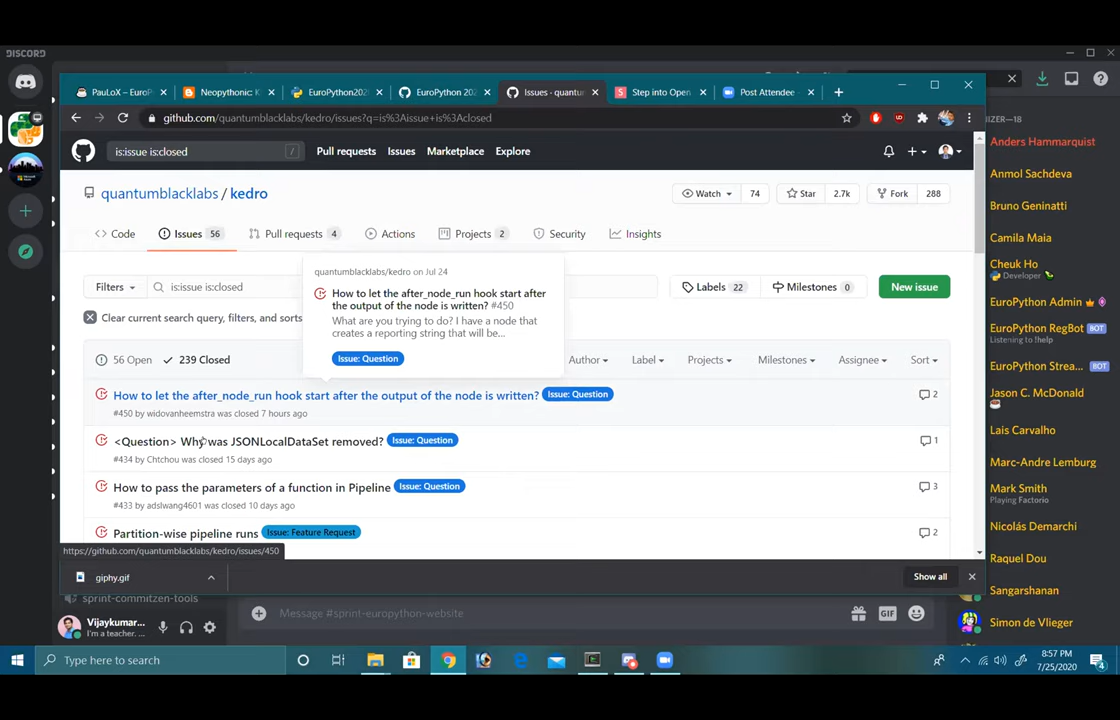 DISCORD
PauLoX – EuroP
Neopythonic: K
EuroPython202
EuroPython 202
Issues · quantu
Step into Open
Post Attendee -
github.com/quantumblacklabs/kedro/issues?q=is%3Aissue+is%3Aclosed
is:issue is:closed
/
Pull requests
Issues
Marketplace
Explore
quantumblacklabs / kedro
Watch
74
Star
2.7k
Fork
288
Code
Issues 56
Pull requests 4
Actions
Projects 2
Security
Insights
quantumblacklabs/kedro on Jul 24
How to let the after_node_run hook start after
the output of the node is written? #450
What are you trying to do? I have a node that
creates a reporting string that will be...
Issue: Question
Filters
is:issue is:closed
Labels 22
Milestones 0
New issue
Clear current search query, filters, and sorts
56 Open
239 Closed
Author
Label
Projects
Milestones
Assignee
Sort
How to let the after_node_run hook start after the output of the node is written? Issue: Question
2
#450 by widovanheemstra was closed 7 hours ago
<Question> Why was JSONLocalDataSet removed? Issue: Question
1
#434 by Chtchou was closed 15 days ago
How to pass the parameters of a function in Pipeline Issue: Question
3
#433 by adslwang4601 was closed 10 days ago
Partition-wise pipeline runs Issue: Feature Request
2
https://github.com/quantumblacklabs/kedro/issues/450
giphy.gif
Show all
IZER—18
Anders Hammarquist
Anmol Sachdeva
Bruno Geninatti
Camila Maia
Cheuk Ho
Developer
EuroPython Admin
EuroPython RegBot BOT
Listening to !help
EuroPython Strea... BOT
Jason C. McDonald
Lais Carvalho
Marc-Andre Lemburg
Mark Smith
Playing Factorio
Nicolás Demarchi
Raquel Dou
Sangarshanan
Simon de Vlieger
sprint-commitzen-tools
Vijaykumar...
I'm a teacher.
Message #sprint-europython-website
GIF
Type here to search
8:57 PM
7/25/2020
4